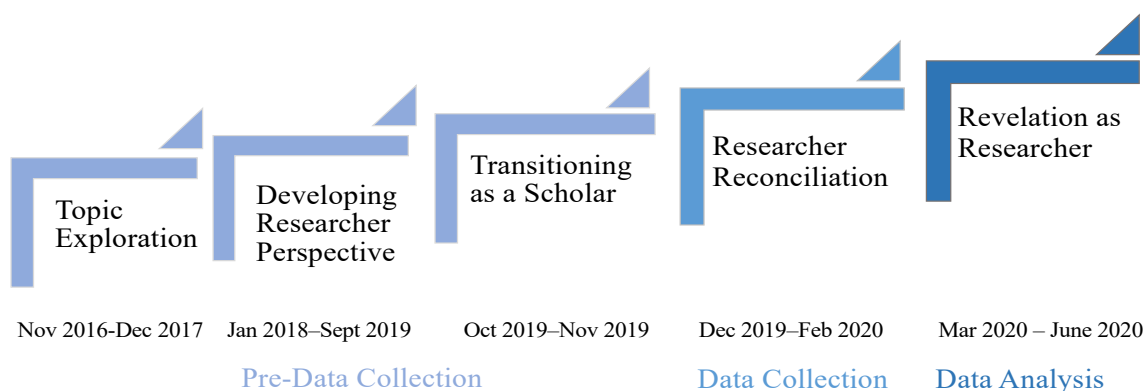 Topic
Exploration
Developing
Researcher
Perspective
Transitioning
as a Scholar
Researcher
Reconciliation
Revelation as
Researcher
Nov 2016-Dec 2017
Jan 2018–Sept 2019
Oct 2019–Nov 2019
Dec 2019–Feb 2020
Mar 2020 – June 2020
Pre-Data Collection
Data Collection
Data Analysis